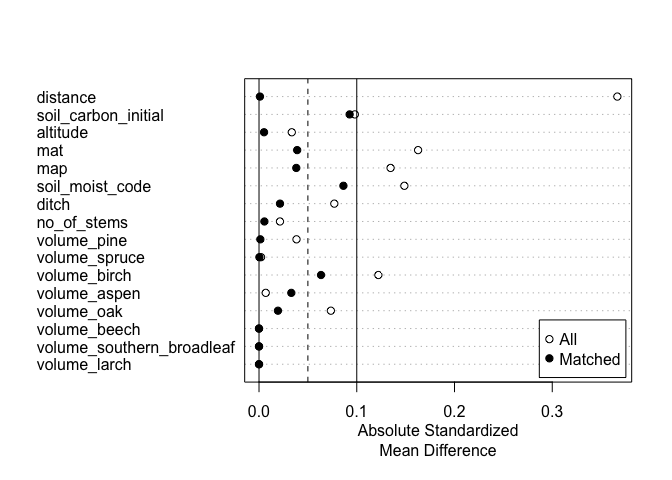 distance
soil_carbon_initial
altitude
mat
map
soil_moist_code
ditch
no_of_stems
volume_pine
volume_spruce
volume_birch
volume_aspen
volume_oak
volume_beech
volume_southern_broadleaf
volume_larch
All
Matched
0.0 0.1 0.2 0.3
Absolute Standardized
Mean Difference